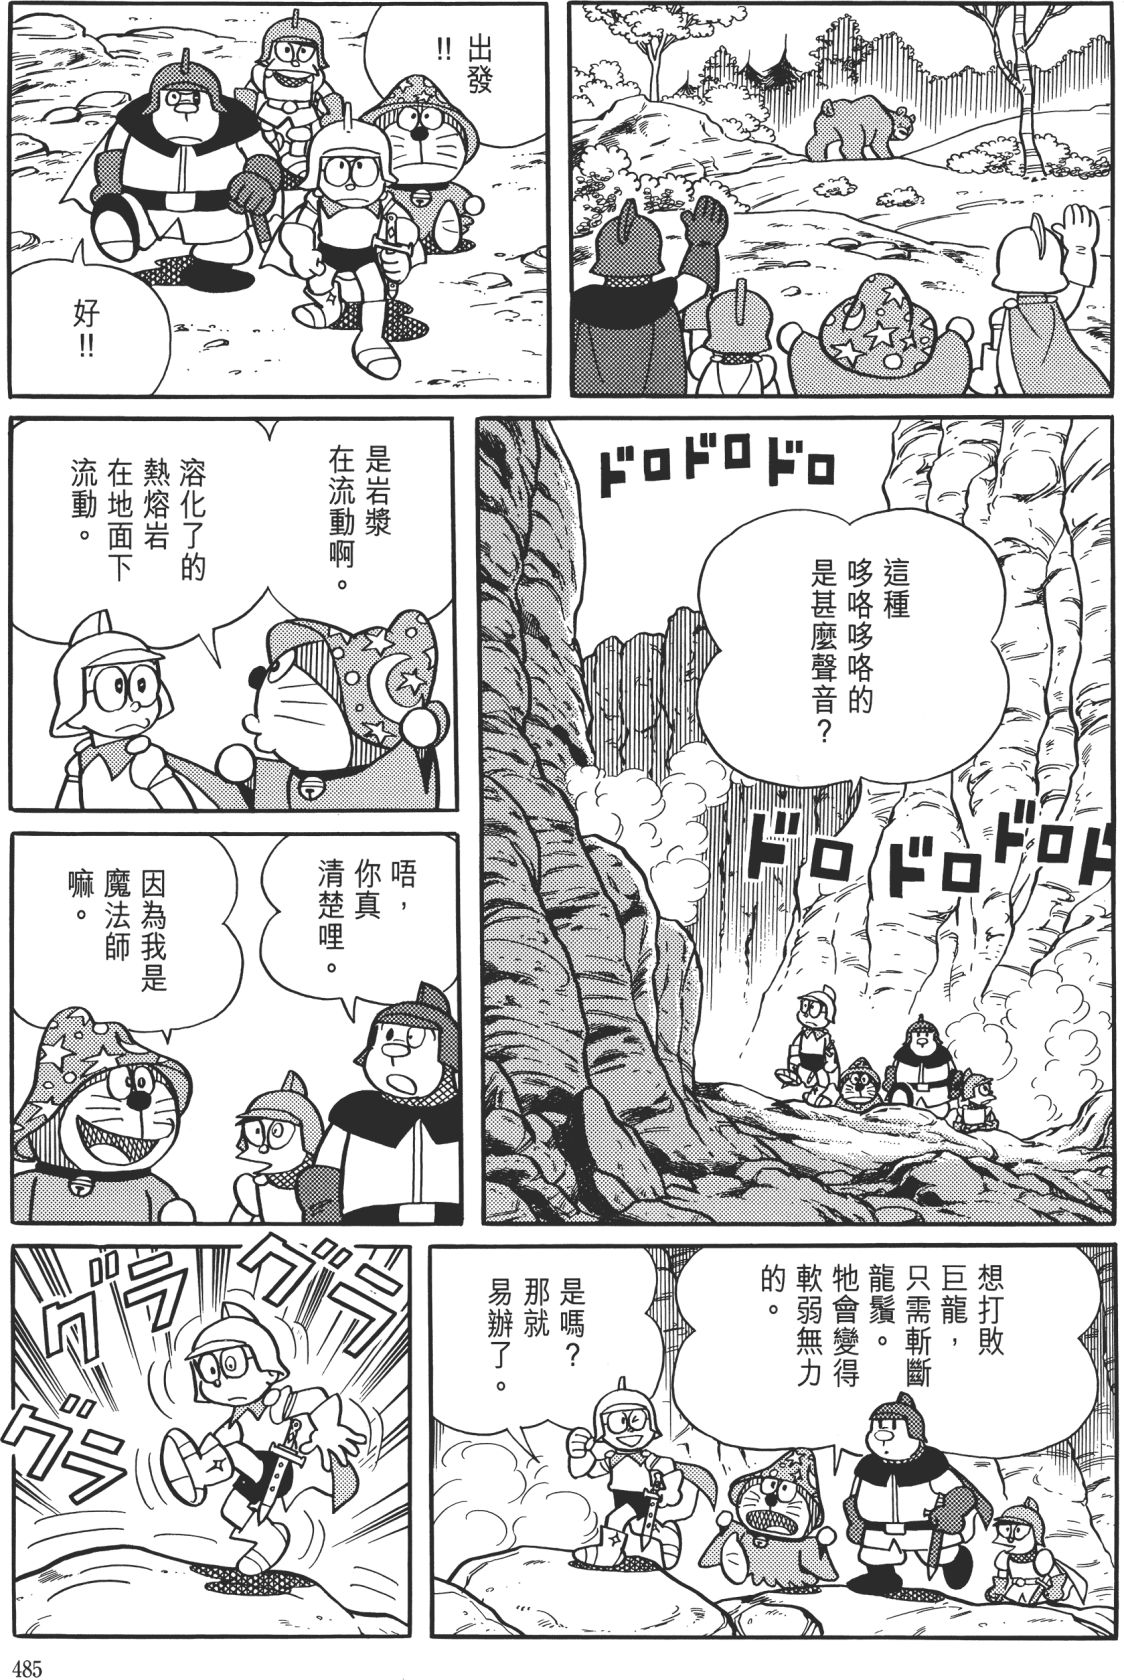 出發
!!
好!!
ドロドロドロ
這種
哆咯哆咯的
是甚麼聲音?
ドロドロドロド
是岩漿
在流動啊。
溶化了的
熱熔岩
在地面下
流動。
唔，
你真
清楚哩。
因為我是
魔法師
嘛。
想打敗
巨龍，
只需斬斷
龍鬚。
牠會變得
軟弱無力
的。
是嗎?
那就
易辦了。
グラグラ
グラ
485